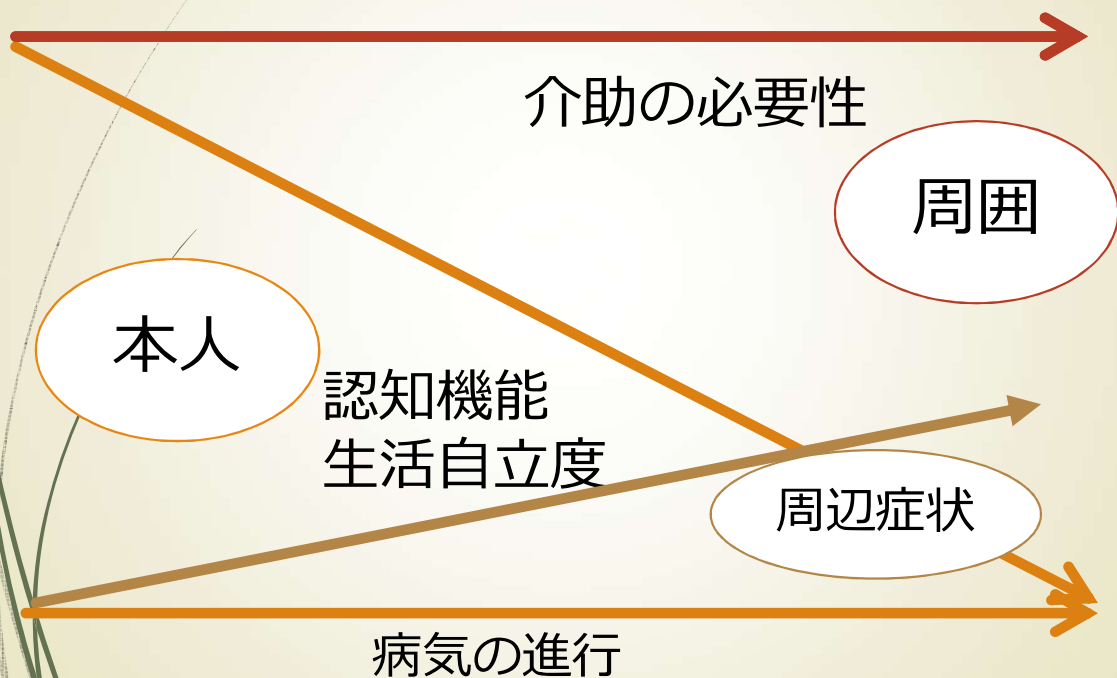 介助の必要性
周囲
本人
認知機能
生活自立度
周辺症状
病気の進行